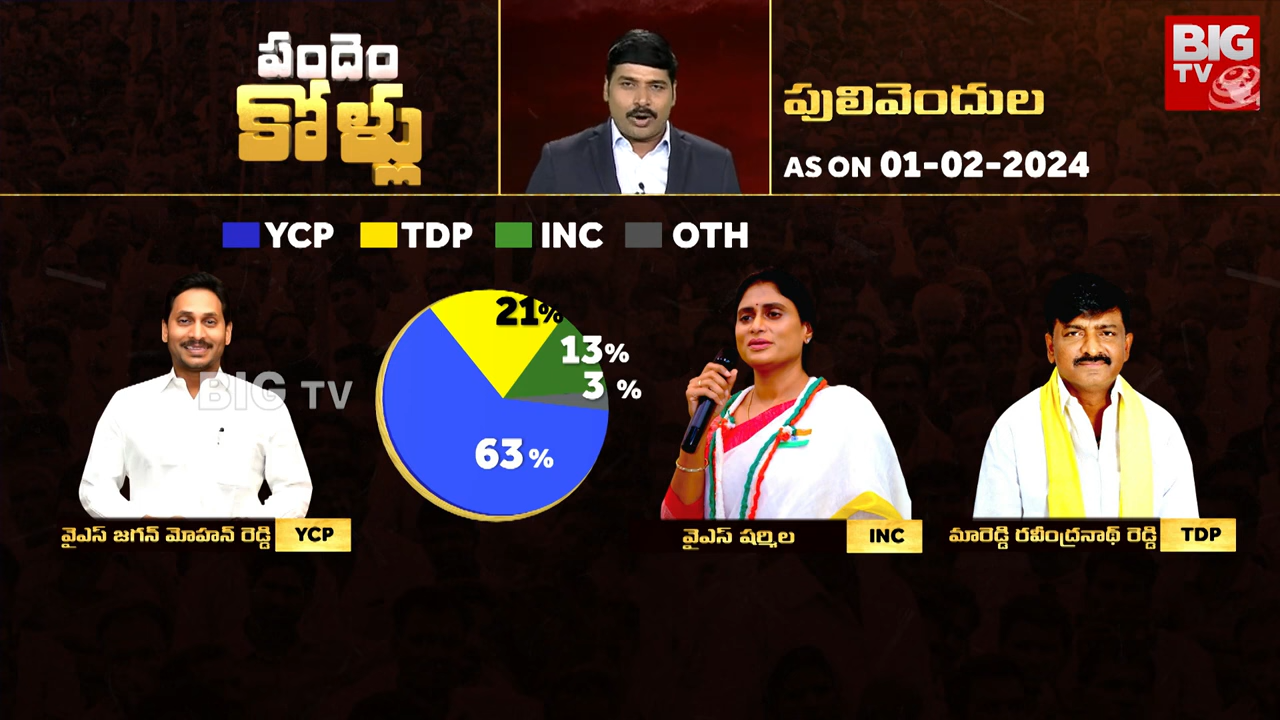 పందెం
కోళ్లు
పులివెందుల
AS ON 01-02-2024
BIG
TV
YCP TDP INC OTH
21%
13%
3 %
63 %
BIG TV
వైఎస్ జగన్ మోహన్ రెడ్డి YCP
వైఎస్ షర్మిల INC
మారెడ్డి రవీంద్రనాథ్ రెడ్డి TDP